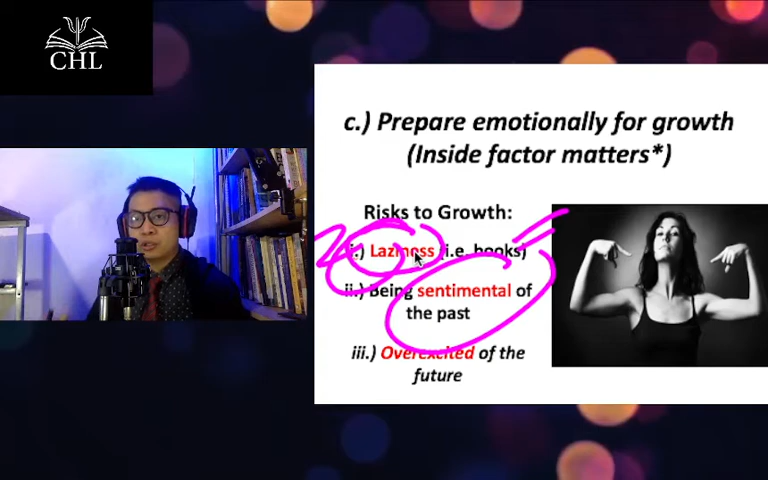 CHL
c.) Prepare emotionally for growth
(Inside factor matters*)
Risks to Growth:
i.) Laziness (i.e. books)
ii.) Being sentimental of
the past
iii.) Overexcited of the
future